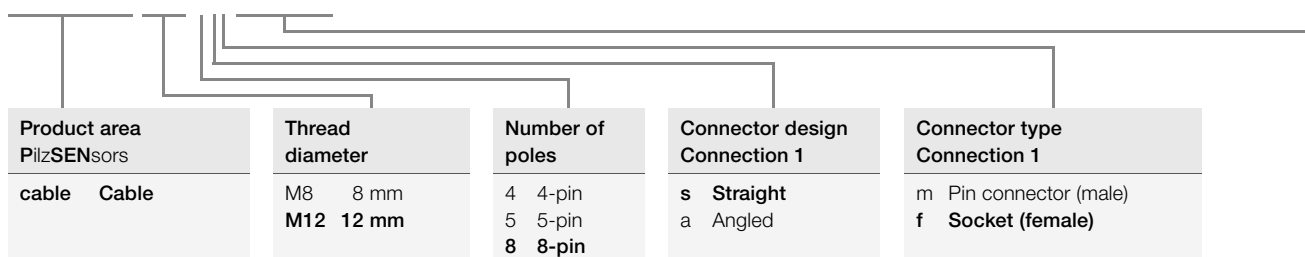 Product area
PilzSENsors
cable Cable
Thread
diameter
M8 8 mm
M12 12 mm
Number of
poles
4 4-pin
5 5-pin
8 8-pin
Connector design
Connection 1
s Straight
a Angled
Connector type
Connection 1
m Pin connector (male)
f Socket (female)